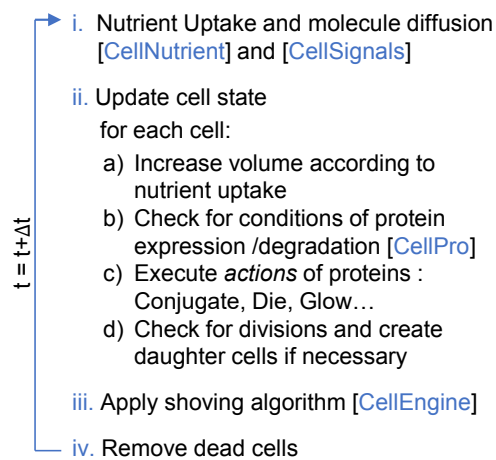 i. Nutrient Uptake and molecule diffusion
[CellNutrient] and [CellSignals]
ii. Update cell state
for each cell:
a) Increase volume according to
nutrient uptake
b) Check for conditions of protein
expression /degradation [CellPro]
c) Execute actions of proteins :
Conjugate, Die, Glow…
d) Check for divisions and create
daughter cells if necessary
iii. Apply shoving algorithm [CellEngine]
iv. Remove dead cells
t = t+Δt